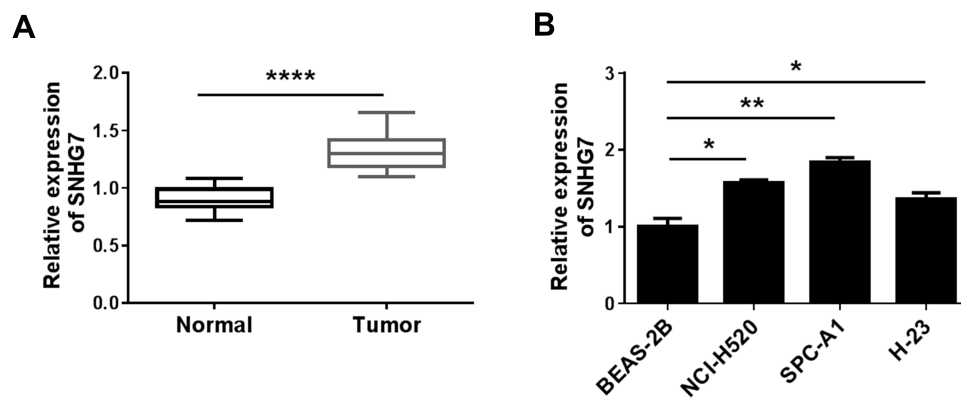 A
Relative expression
of SNHG7
2.0
1.5
1.0
0.5
0.0
****
Normal
Tumor
B
Relative expression
of SNHG7
3
2
1
0
*
**
*
BEAS-2B
NCI-H520
SPC-A1
H-23